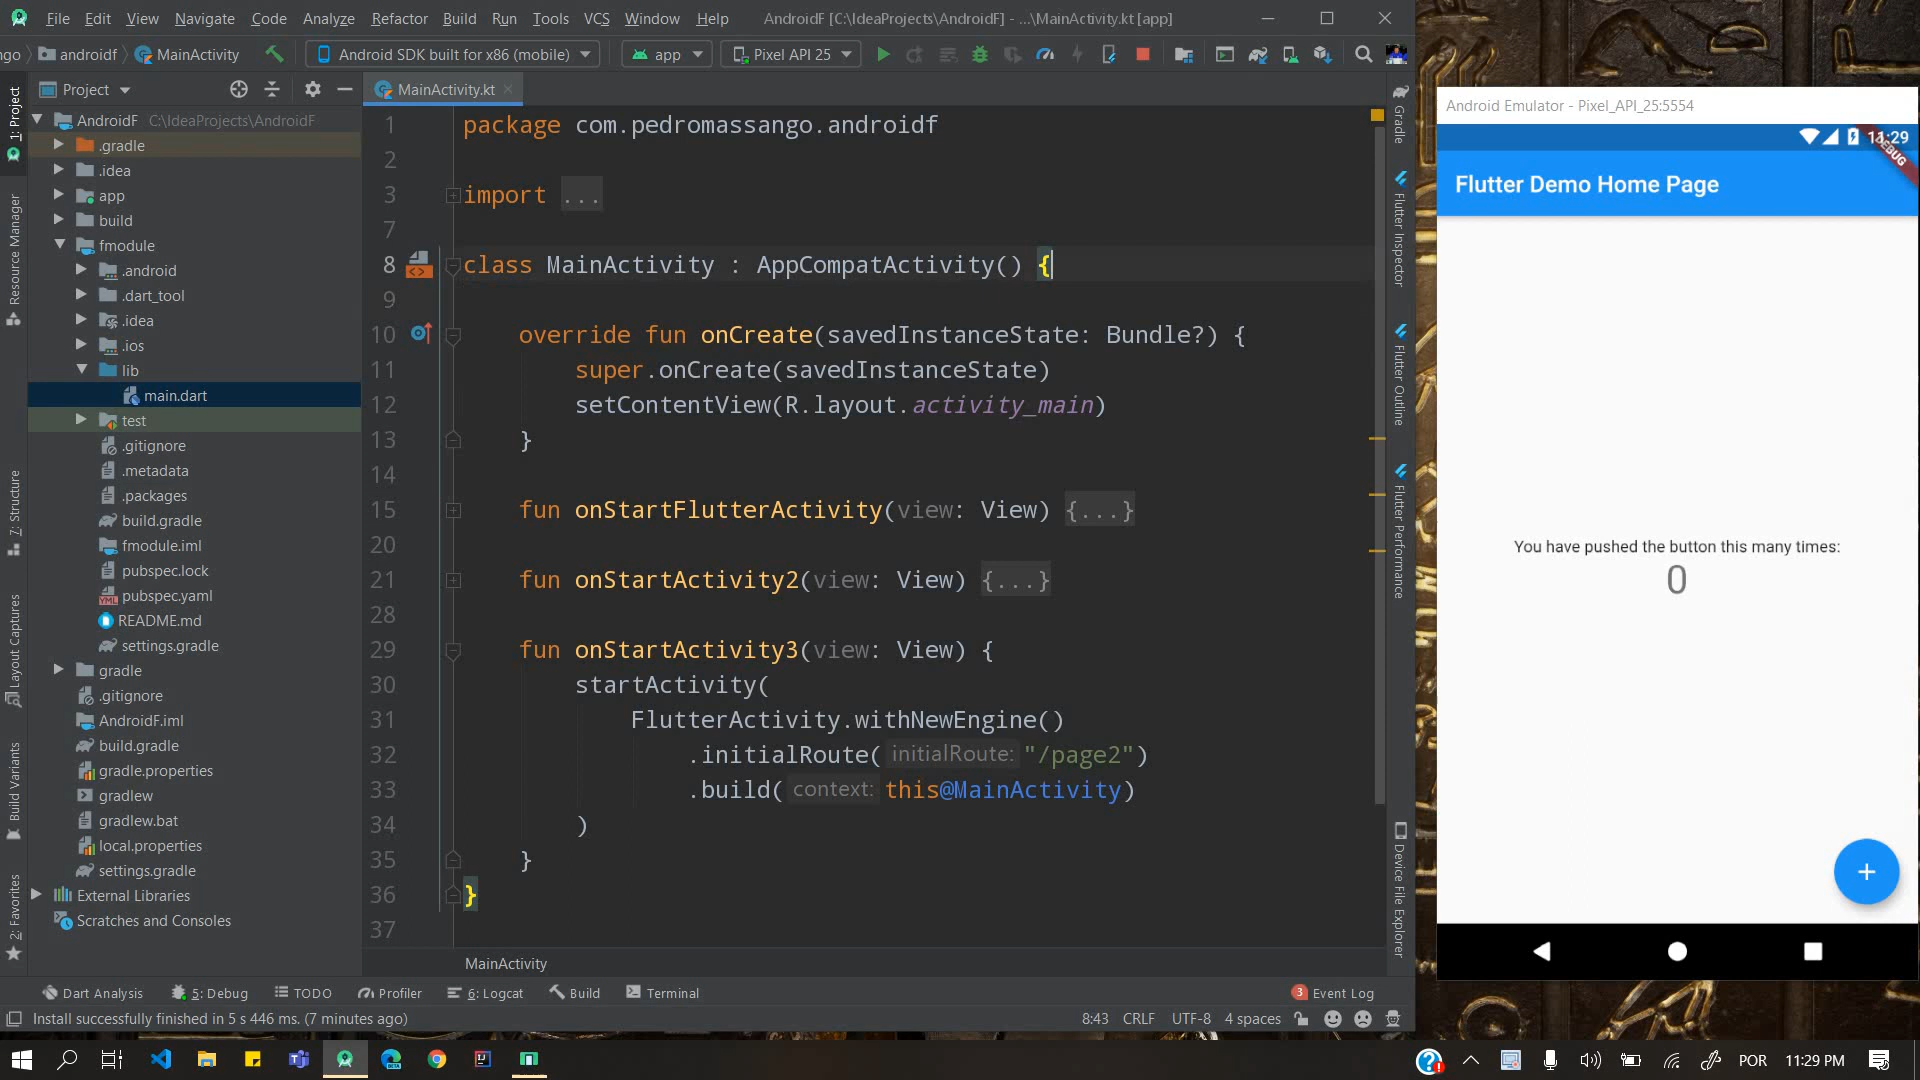 File Edit View Navigate Code Analyze Refactor Build Run Tools VCS Window Help AndroidF [C:\IdeaProjects\AndroidF] - ...\MainActivity.kt [app]
ngo androidf MainActivity Android SDK built for x86 (mobile) app Pixel API 25
Project
MainActivity.kt
1: Project
Resource Manager
7: Structure
Layout Captures
Build Variants
2: Favorites
AndroidF C:\IdeaProjects\AndroidF
.gradle
.idea
app
build
fmodule
.android
.dart_tool
.idea
.ios
lib
main.dart
test
.gitignore
.metadata
.packages
build.gradle
fmodule.iml
pubspec.lock
pubspec.yaml
README.md
settings.gradle
gradle
.gitignore
AndroidF.iml
build.gradle
gradle.properties
gradlew
gradlew.bat
local.properties
settings.gradle
External Libraries
Scratches and Consoles
1 package com.pedromassango.androidf
2
3 import ...
7
8 class MainActivity : AppCompatActivity() {
9
10 override fun onCreate(savedInstanceState: Bundle?) {
11 super.onCreate(savedInstanceState)
12 setContentView(R.layout.activity_main)
13 }
14
15 fun onStartFlutterActivity(view: View) {...}
20
21 fun onStartActivity2(view: View) {...}
28
29 fun onStartActivity3(view: View) {
30 startActivity(
31 FlutterActivity.withNewEngine()
32 .initialRoute( initialRoute: "/page2")
33 .build( context: this@MainActivity)
34 )
35 }
36 }
37
MainActivity
Gradle
Flutter Inspector
Flutter Outline
Flutter Performance
Device File Explorer
Dart Analysis 5: Debug TODO Profiler 6: Logcat Build Terminal 3 Event Log
Install successfully finished in 5 s 446 ms. (7 minutes ago) 8:43 CRLF UTF-8 4 spaces
Android Emulator - Pixel_API_25:5554
11:29
DEBUG
Flutter Demo Home Page
You have pushed the button this many times:
0
+
POR 11:29 PM